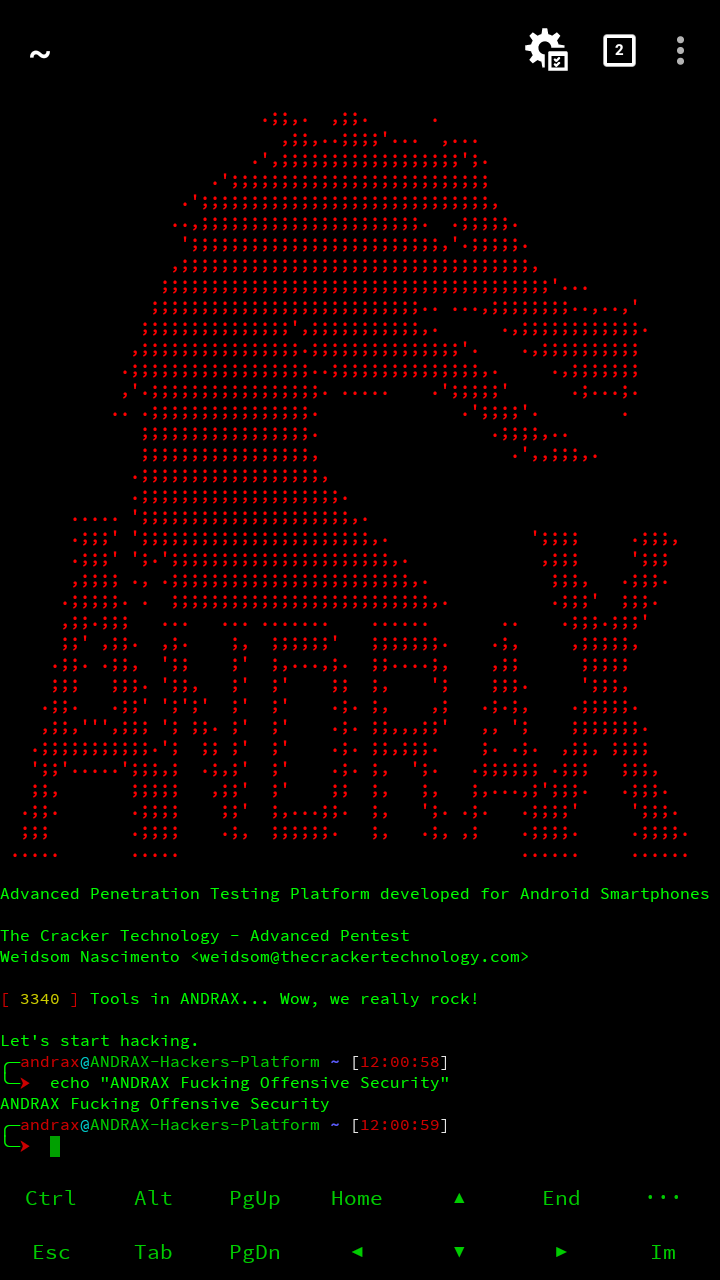 ~
2
ANDRAX
Advanced Penetration Testing Platform developed for Android Smartphones
The Cracker Technology - Advanced Pentest
Weidsom Nascimento <weidsom@thecrackertechnology.com>
[ 3340 ] Tools in ANDRAX... Wow, we really rock!
Let's start hacking.
andrax@ANDRAX-Hackers-Platform ~ [12:00:58]
echo "ANDRAX Fucking Offensive Security"
ANDRAX Fucking Offensive Security
andrax@ANDRAX-Hackers-Platform ~ [12:00:59]
Ctrl Alt PgUp Home ▲ End ···
Esc Tab PgDn ◄ ▼ ► Im